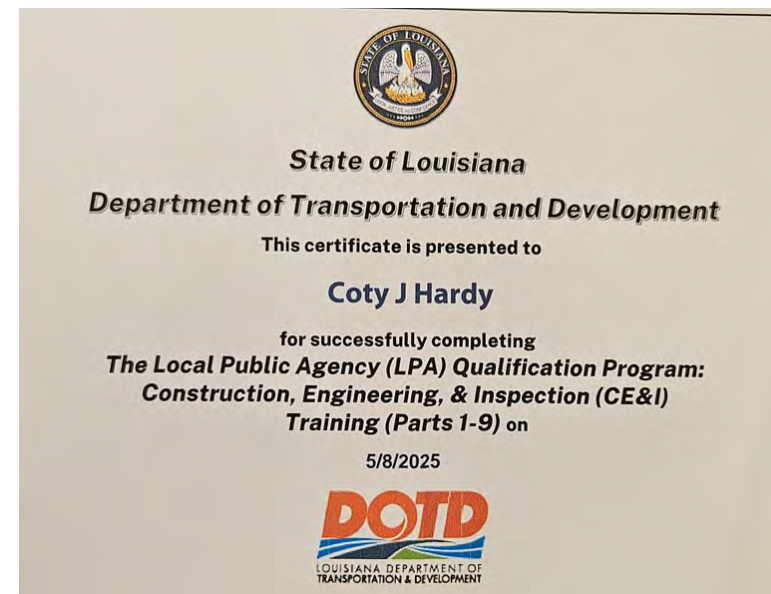 STATE OF LOUISIANA
State of Louisiana
Department of Transportation and Development
This certificate is presented to
Coty J Hardy
for successfully completing
The Local Public Agency (LPA) Qualification Program:
Construction, Engineering, & Inspection (CE&I)
Training (Parts 1-9) on
5/8/2025
DOTD
LOUISIANA DEPARTMENT OF
TRANSPORTATION & DEVELOPMENT